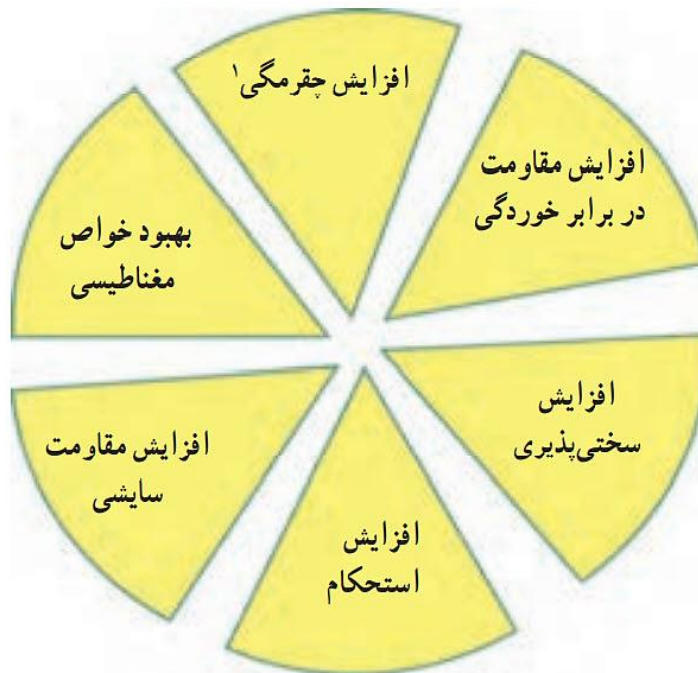 افزایش چقرمگی۱
افزایش مقاومت
در برابر خوردگی
افزایش
سختی‌پذیری
افزایش
استحکام
افزایش مقاومت
سایشی
بهبود خواص
مغناطیسی